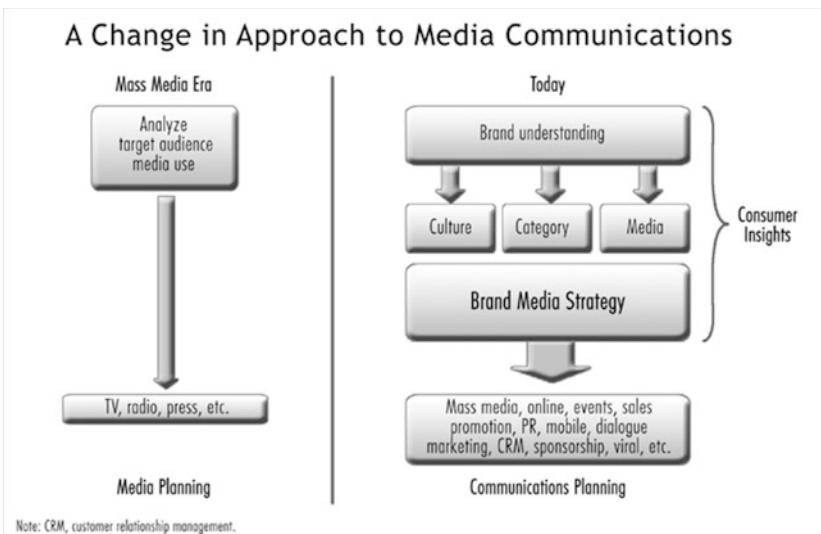 A Change in Approach to Media Communications
Mass Media Era
Analyze
target audience
media use
TV, radio, press, etc.
Media Planning
Today
Brand understanding
Culture
Category
Media
Brand Media Strategy
Consumer
Insights
Mass media, online, events, sales
promotion, PR, mobile, dialogue
marketing, CRM, sponsorship, viral, etc.
Communications Planning
Note: CRM, customer relationship management.